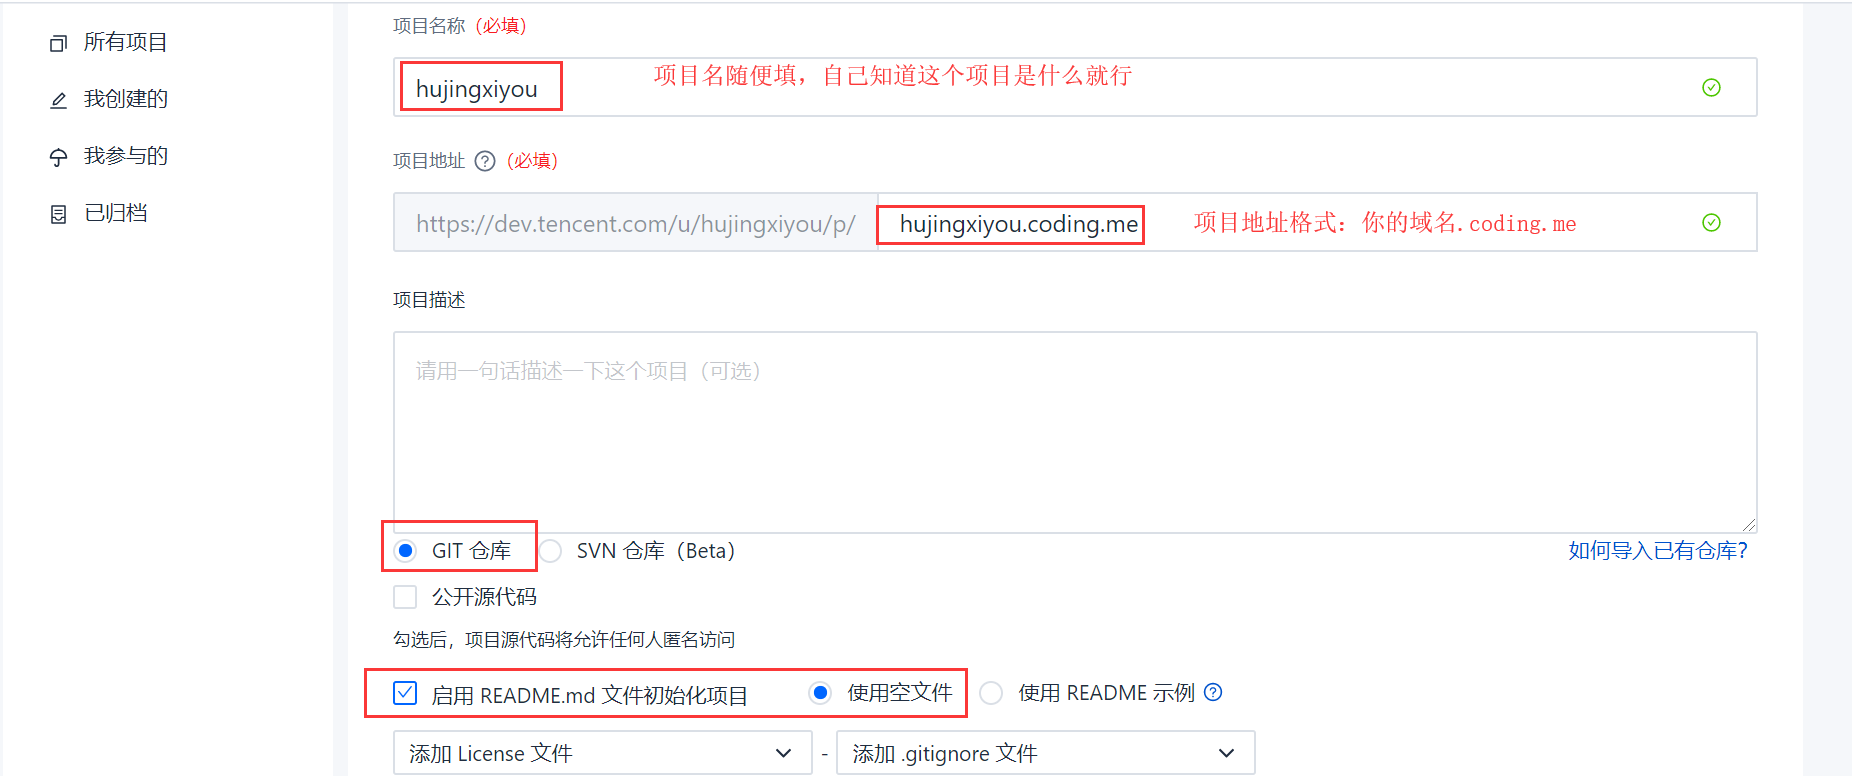 所有项目
我创建的
我参与的
已归档
项目名称（必填）
hujingxiyou
项目名随便填，自己知道这个项目是什么就行
项目地址 ?（必填）
https://dev.tencent.com/u/hujingxiyou/p/ hujingxiyou.coding.me
项目地址格式：你的域名.coding.me
项目描述
请用一句话描述一下这个项目（可选）
GIT 仓库 SVN 仓库（Beta） 如何导入已有仓库？
公开源代码
勾选后，项目源代码将允许任何人匿名访问
启用 README.md 文件初始化项目 使用空文件 使用 README 示例 ?
添加 License 文件 - 添加 .gitignore 文件